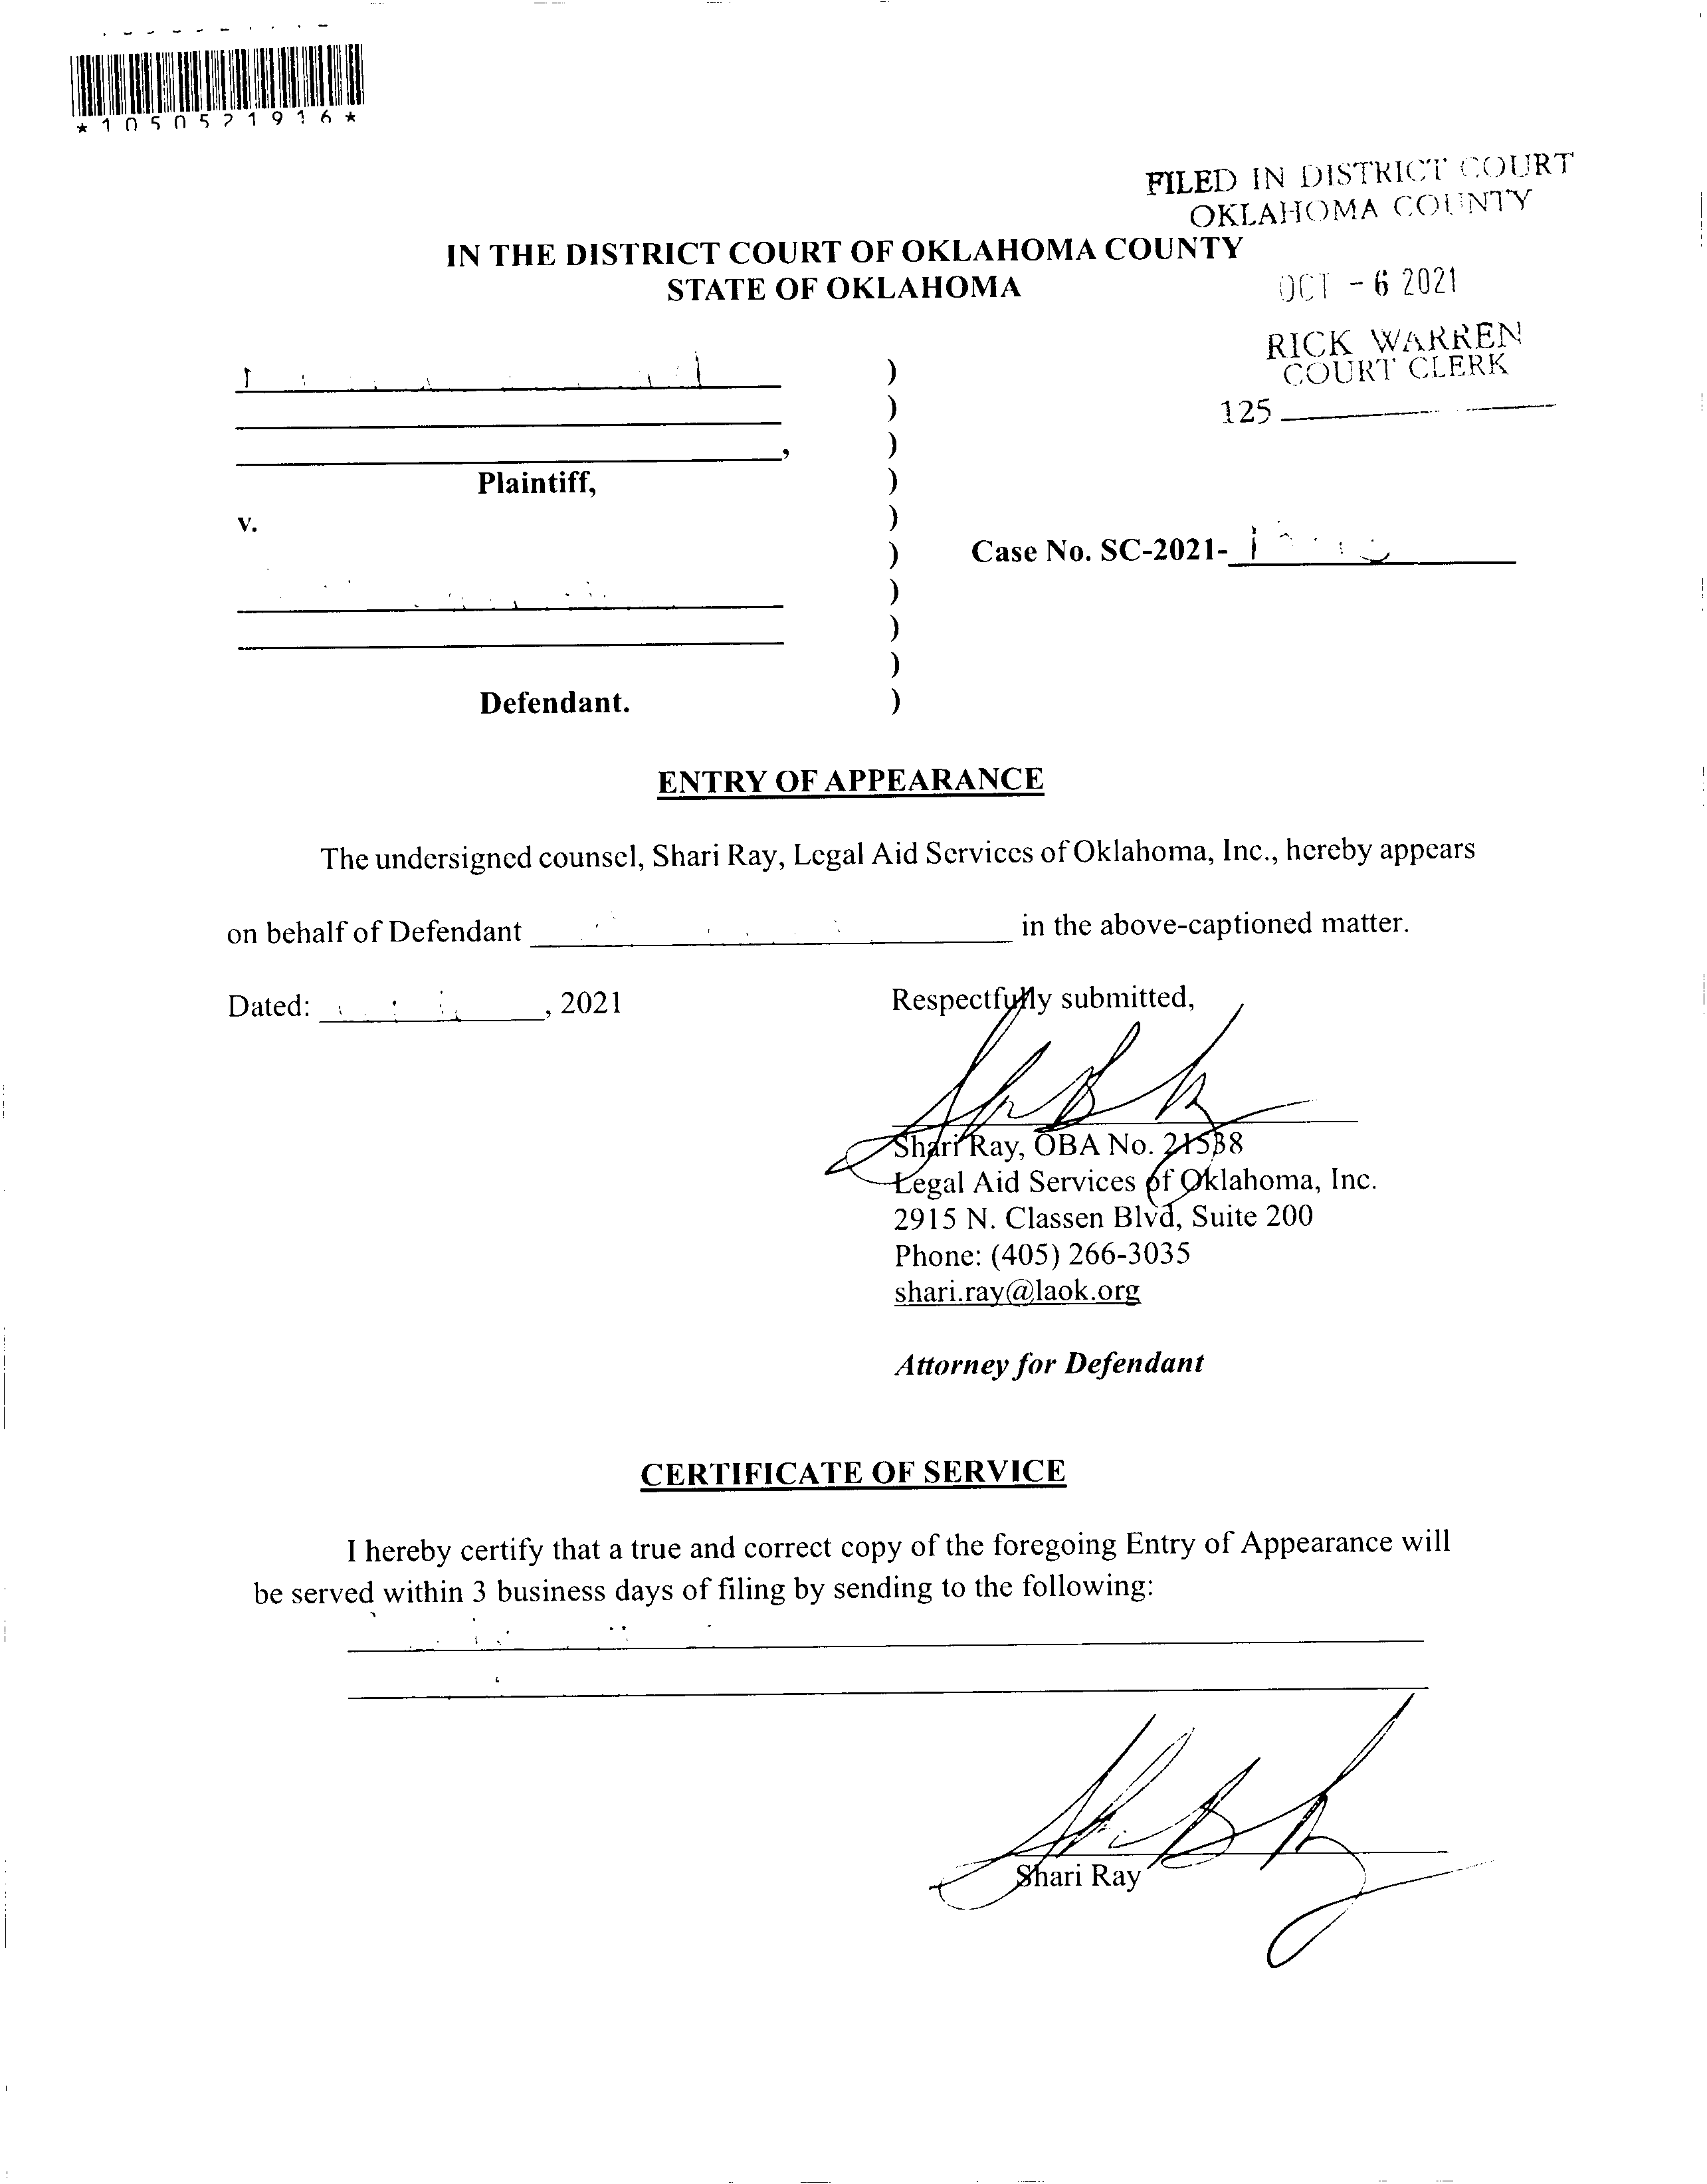 *1050521916*
FILED IN DISTRICT COURT
OKLAHOMA COUNTY
IN THE DISTRICT COURT OF OKLAHOMA COUNTY
STATE OF OKLAHOMA
OCT - 6 2021
RICK WARREN
COURT CLERK
125
)
)
, )
Plaintiff, )
v. )
) Case No. SC-2021-
)
)
)
Defendant. )
ENTRY OF APPEARANCE
The undersigned counsel, Shari Ray, Legal Aid Services of Oklahoma, Inc., hereby appears
on behalf of Defendant in the above-captioned matter.
Dated: , 2021
Respectfully submitted,
Shari Ray, OBA No. 21538
Legal Aid Services of Oklahoma, Inc.
2915 N. Classen Blvd, Suite 200
Phone: (405) 266-3035
shari.ray@laok.org
Attorney for Defendant
CERTIFICATE OF SERVICE
I hereby certify that a true and correct copy of the foregoing Entry of Appearance will
be served within 3 business days of filing by sending to the following:
Shari Ray